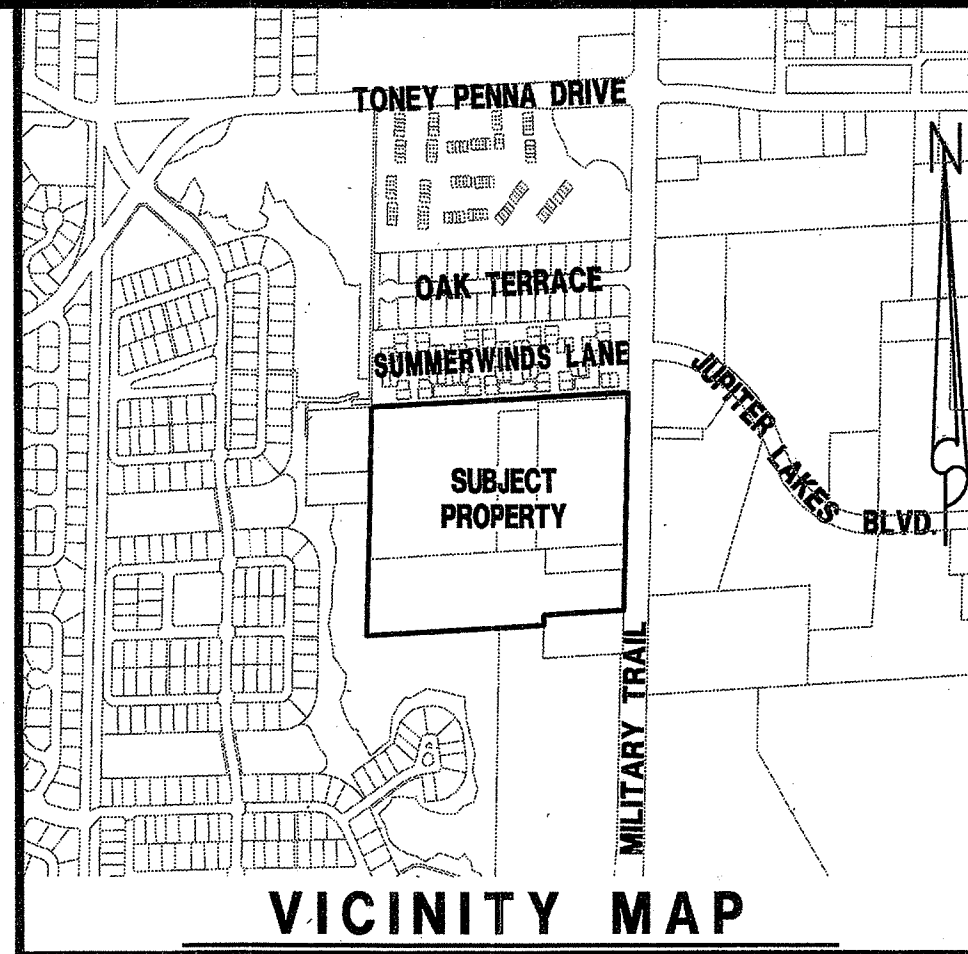 TONEY PENNA DRIVE
N
OAK TERRACE
SUMMERWINDS LANE
JUPITER LAKES BLVD.
SUBJECT
PROPERTY
MILITARY TRAIL
VICINITY MAP